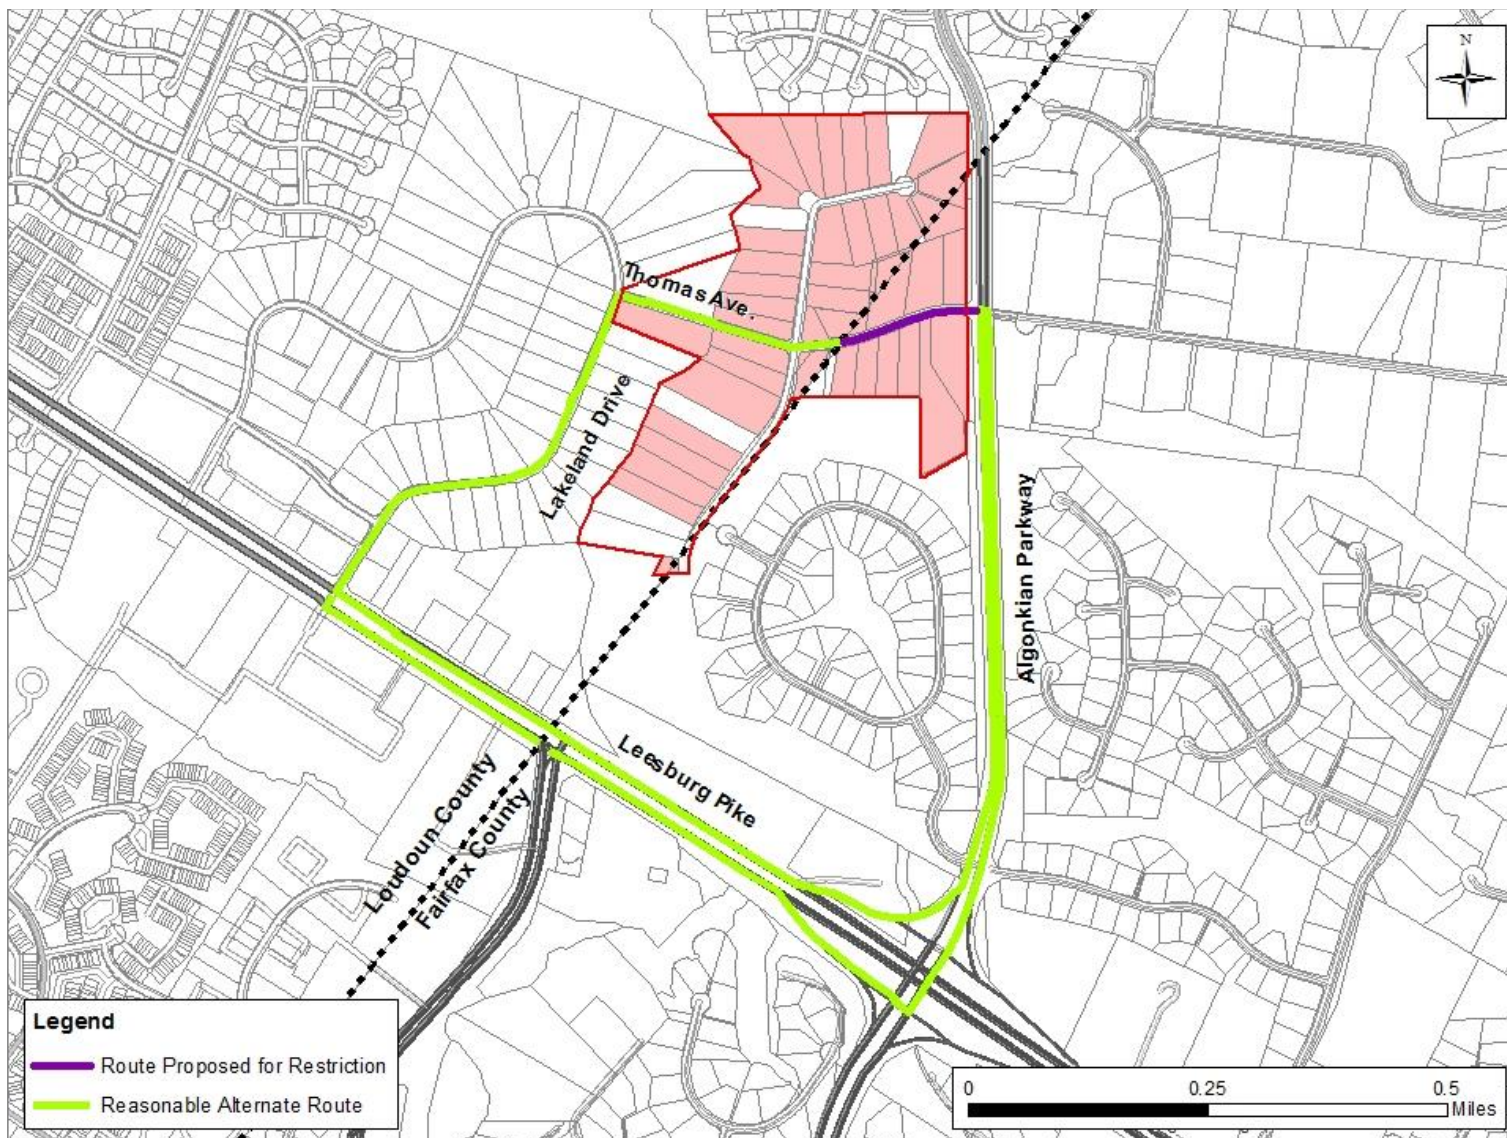 N
Thomas Ave.
Lakeland Drive
Algonkian Parkway
Leesburg Pike
Loudoun County
Fairfax County
Legend
Route Proposed for Restriction
Reasonable Alternate Route
0 0.25 0.5
Miles